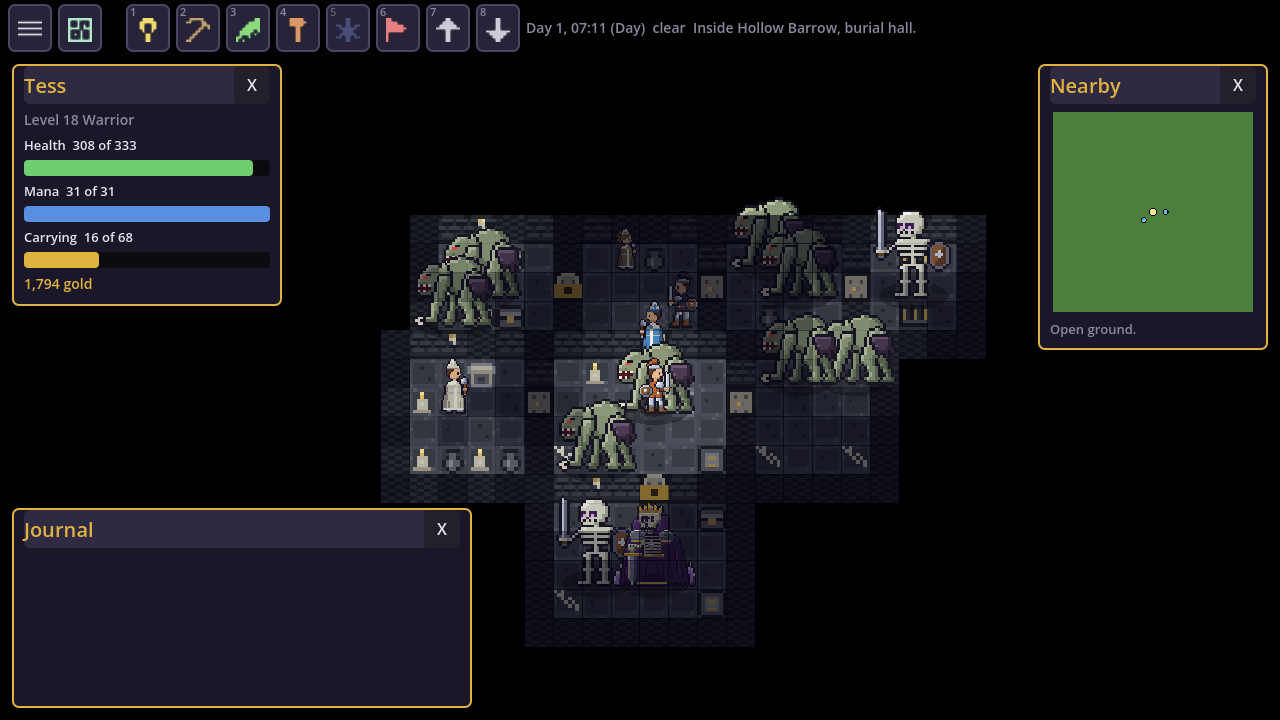 1 2 3 4 5 6 7 8
Day 1, 07:11 (Day)  clear  Inside Hollow Barrow, burial hall.
Tess X
Level 18 Warrior
Health  308 of 333
Mana  31 of 31
Carrying  16 of 68
1,794 gold
Nearby X
Open ground.
Journal X